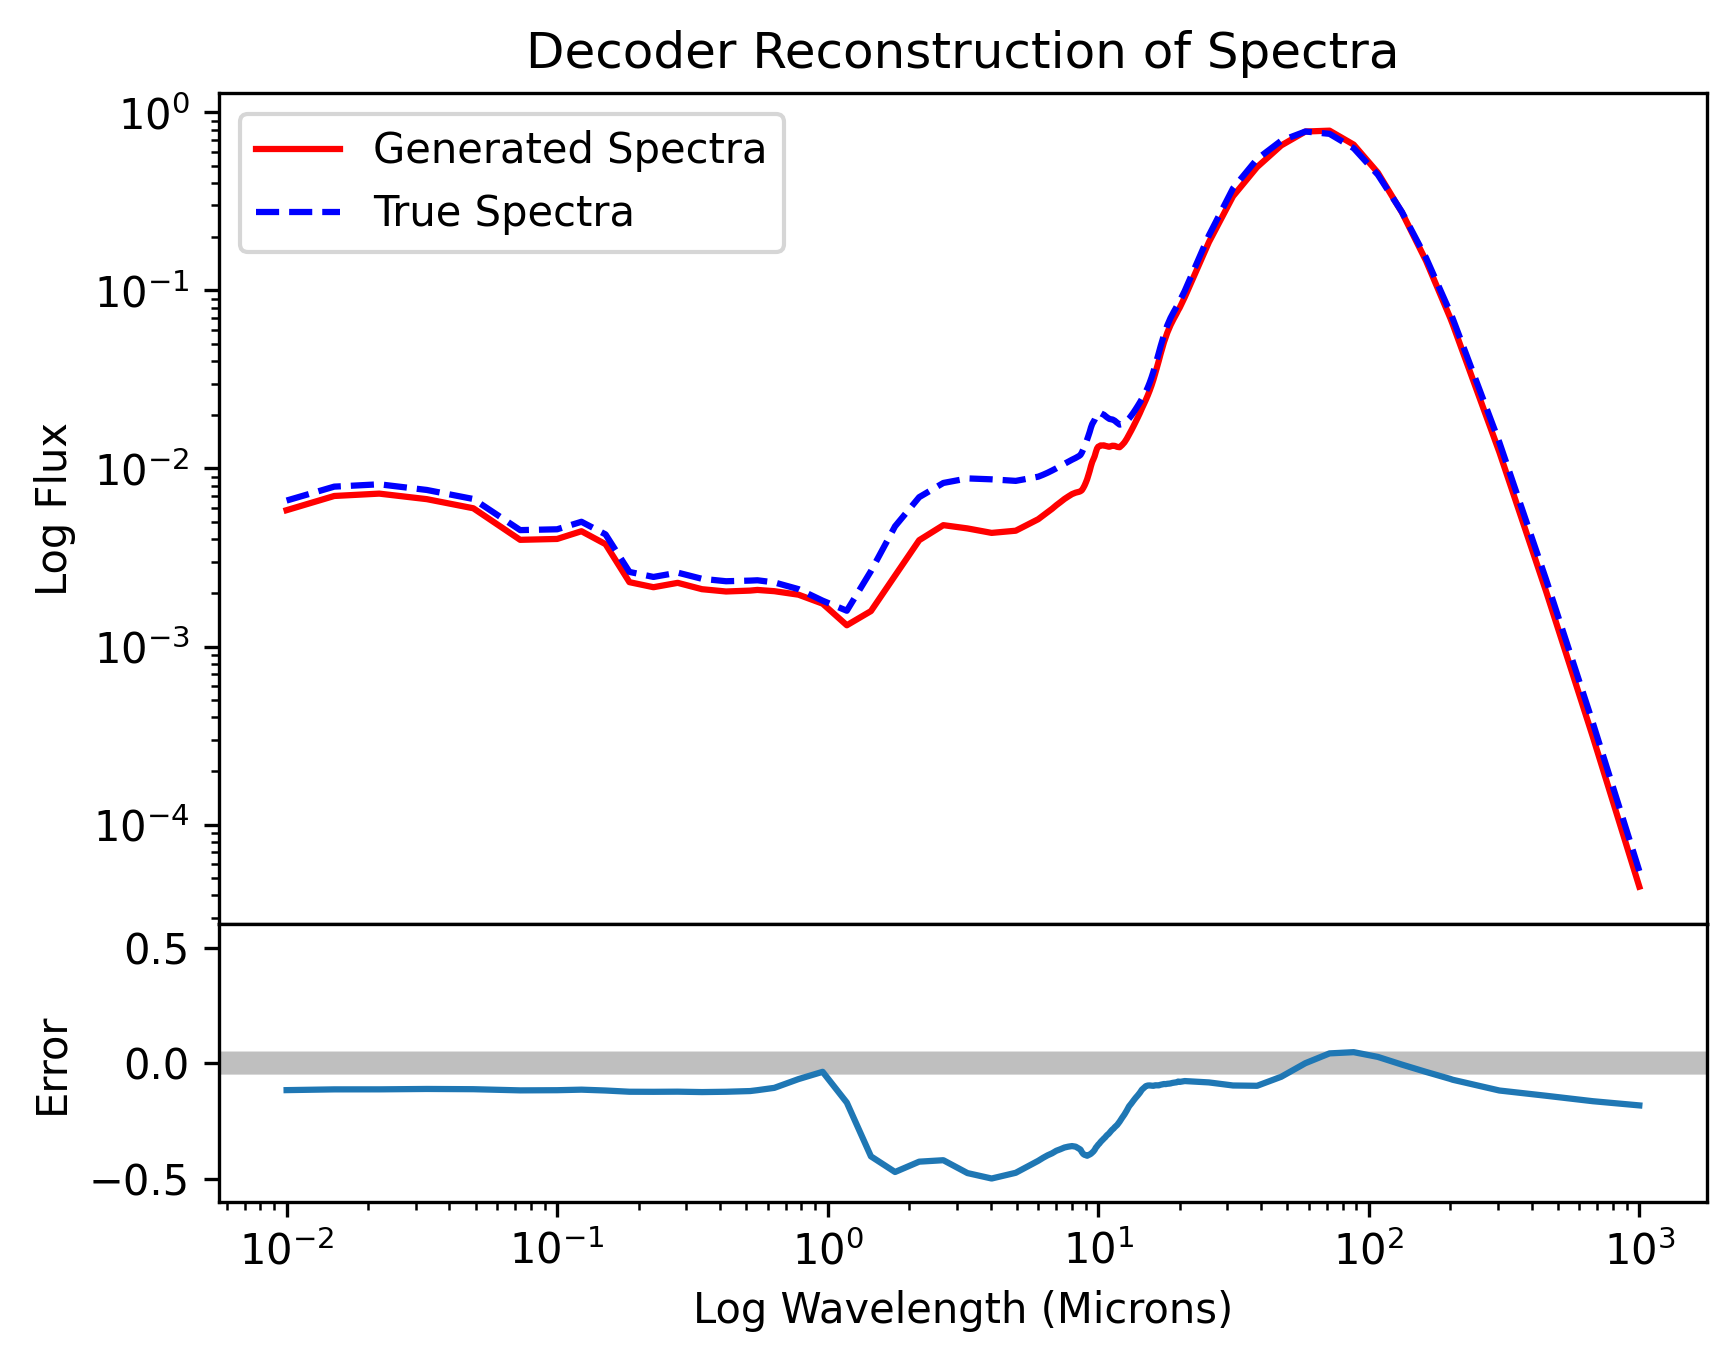 Decoder Reconstruction of Spectra
10⁰
10⁻¹
10⁻²
10⁻³
10⁻⁴
Log Flux
Generated Spectra
True Spectra
0.5
0.0
−0.5
Error
10⁻² 10⁻¹ 10⁰ 10¹ 10² 10³
Log Wavelength (Microns)